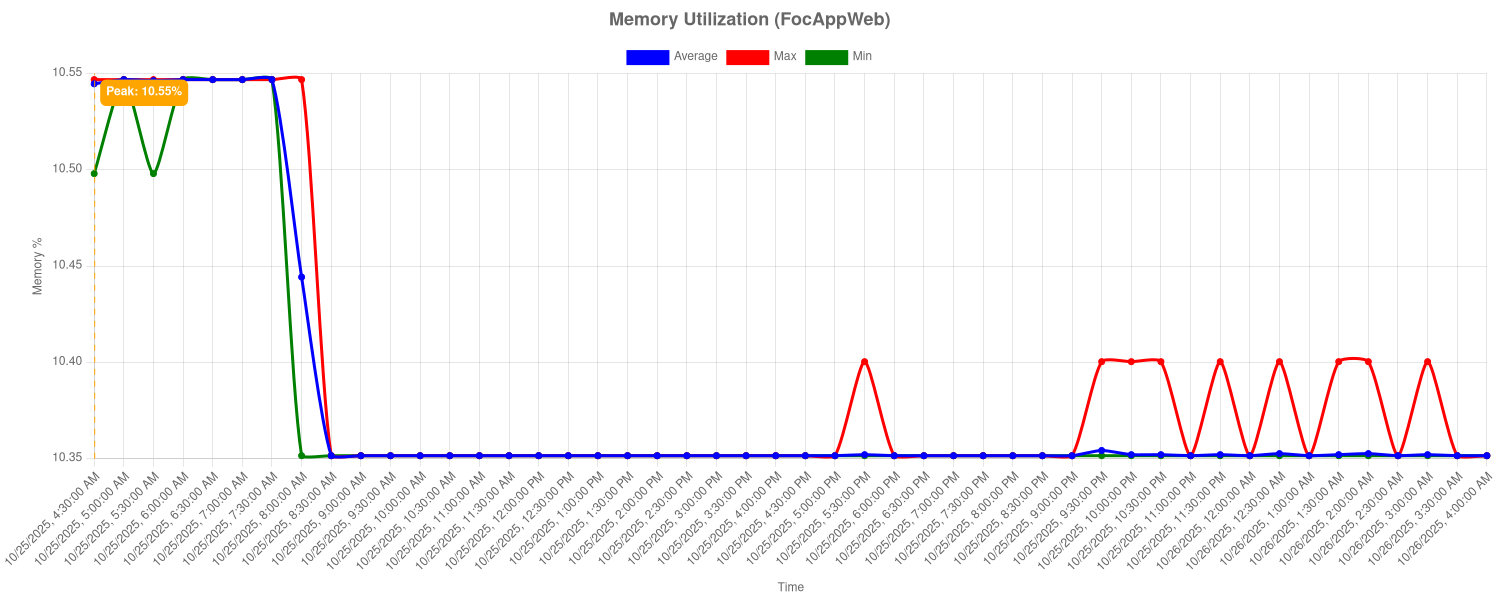 Memory Utilization (FocAppWeb)
Average Max Min
10.55
Peak: 10.55%
10.50
10.45
Memory %
10.40
10.35
10/25/2025, 4:30:00 AM
10/25/2025, 5:00:00 AM
10/25/2025, 5:30:00 AM
10/25/2025, 6:00:00 AM
10/25/2025, 6:30:00 AM
10/25/2025, 7:00:00 AM
10/25/2025, 7:30:00 AM
10/25/2025, 8:00:00 AM
10/25/2025, 8:30:00 AM
10/25/2025, 9:00:00 AM
10/25/2025, 9:30:00 AM
10/25/2025, 10:00:00 AM
10/25/2025, 10:30:00 AM
10/25/2025, 11:00:00 AM
10/25/2025, 11:30:00 AM
10/25/2025, 12:00:00 PM
10/25/2025, 12:30:00 PM
10/25/2025, 1:00:00 PM
10/25/2025, 1:30:00 PM
10/25/2025, 2:00:00 PM
10/25/2025, 2:30:00 PM
10/25/2025, 3:00:00 PM
10/25/2025, 3:30:00 PM
10/25/2025, 4:00:00 PM
10/25/2025, 4:30:00 PM
10/25/2025, 5:00:00 PM
10/25/2025, 5:30:00 PM
10/25/2025, 6:00:00 PM
10/25/2025, 6:30:00 PM
10/25/2025, 7:00:00 PM
10/25/2025, 7:30:00 PM
10/25/2025, 8:00:00 PM
10/25/2025, 8:30:00 PM
10/25/2025, 9:00:00 PM
10/25/2025, 9:30:00 PM
10/25/2025, 10:00:00 PM
10/25/2025, 10:30:00 PM
10/25/2025, 11:00:00 PM
10/25/2025, 11:30:00 PM
10/26/2025, 12:00:00 AM
10/26/2025, 12:30:00 AM
10/26/2025, 1:00:00 AM
10/26/2025, 1:30:00 AM
10/26/2025, 2:00:00 AM
10/26/2025, 2:30:00 AM
10/26/2025, 3:00:00 AM
10/26/2025, 3:30:00 AM
10/26/2025, 4:00:00 AM
Time